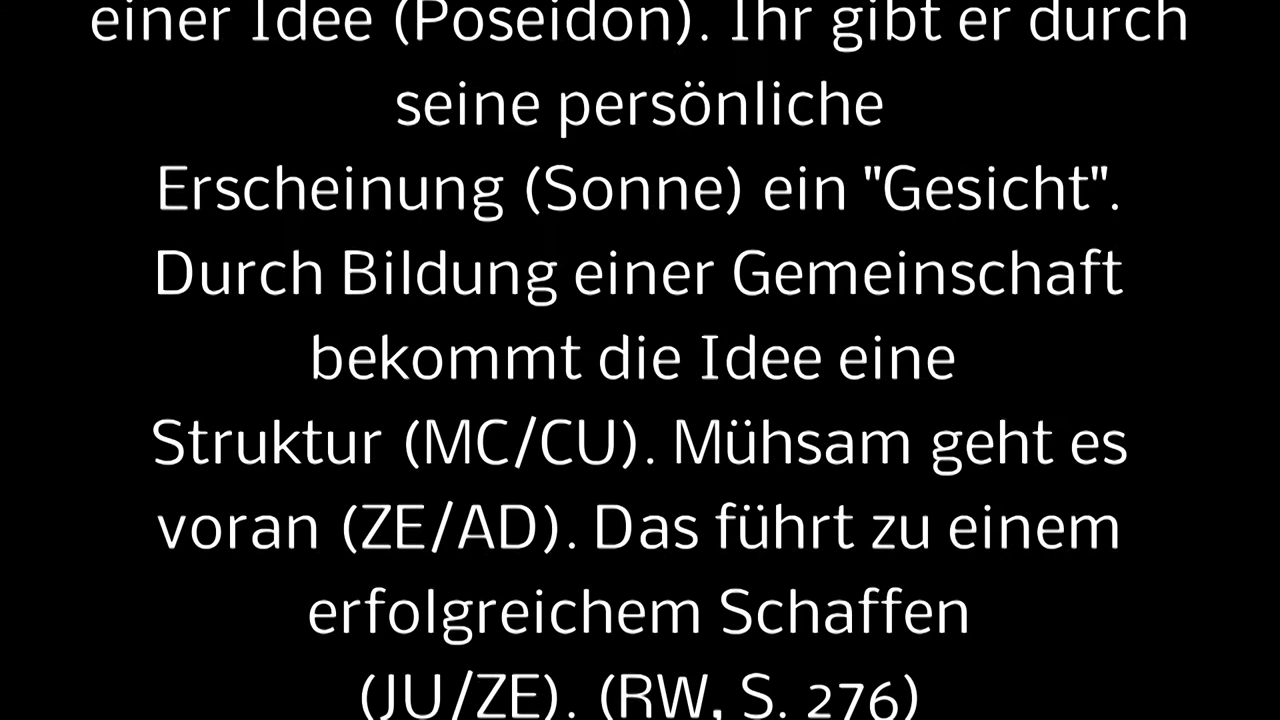 einer Idee (Poseidon). Ihr gibt er durch
seine persönliche
Erscheinung (Sonne) ein "Gesicht".
Durch Bildung einer Gemeinschaft
bekommt die Idee eine
Struktur (MC/CU). Mühsam geht es
voran (ZE/AD). Das führt zu einem
erfolgreichem Schaffen
(JU/ZE). (RW, S. 276)